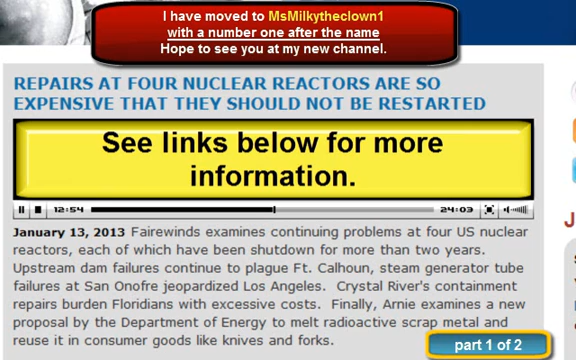 I have moved to MsMilkytheclown1
with a number one after the name
Hope to see you at my new channel.
REPAIRS AT FOUR NUCLEAR REACTORS ARE SO
EXPENSIVE THAT THEY SHOULD NOT BE RESTARTED
See links below for more
information.
12:54 24:03
January 13, 2013 Fairewinds examines continuing problems at four US nuclear
reactors, each of which have been shutdown for more than two years.
Upstream dam failures continue to plague Ft. Calhoun, steam generator tube
failures at San Onofre jeopardized Los Angeles. Crystal River's containment
repairs burden Floridians with excessive costs. Finally, Arnie examines a new
proposal by the Department of Energy to melt radioactive scrap metal and
reuse it in consumer goods like knives and forks.
part 1 of 2